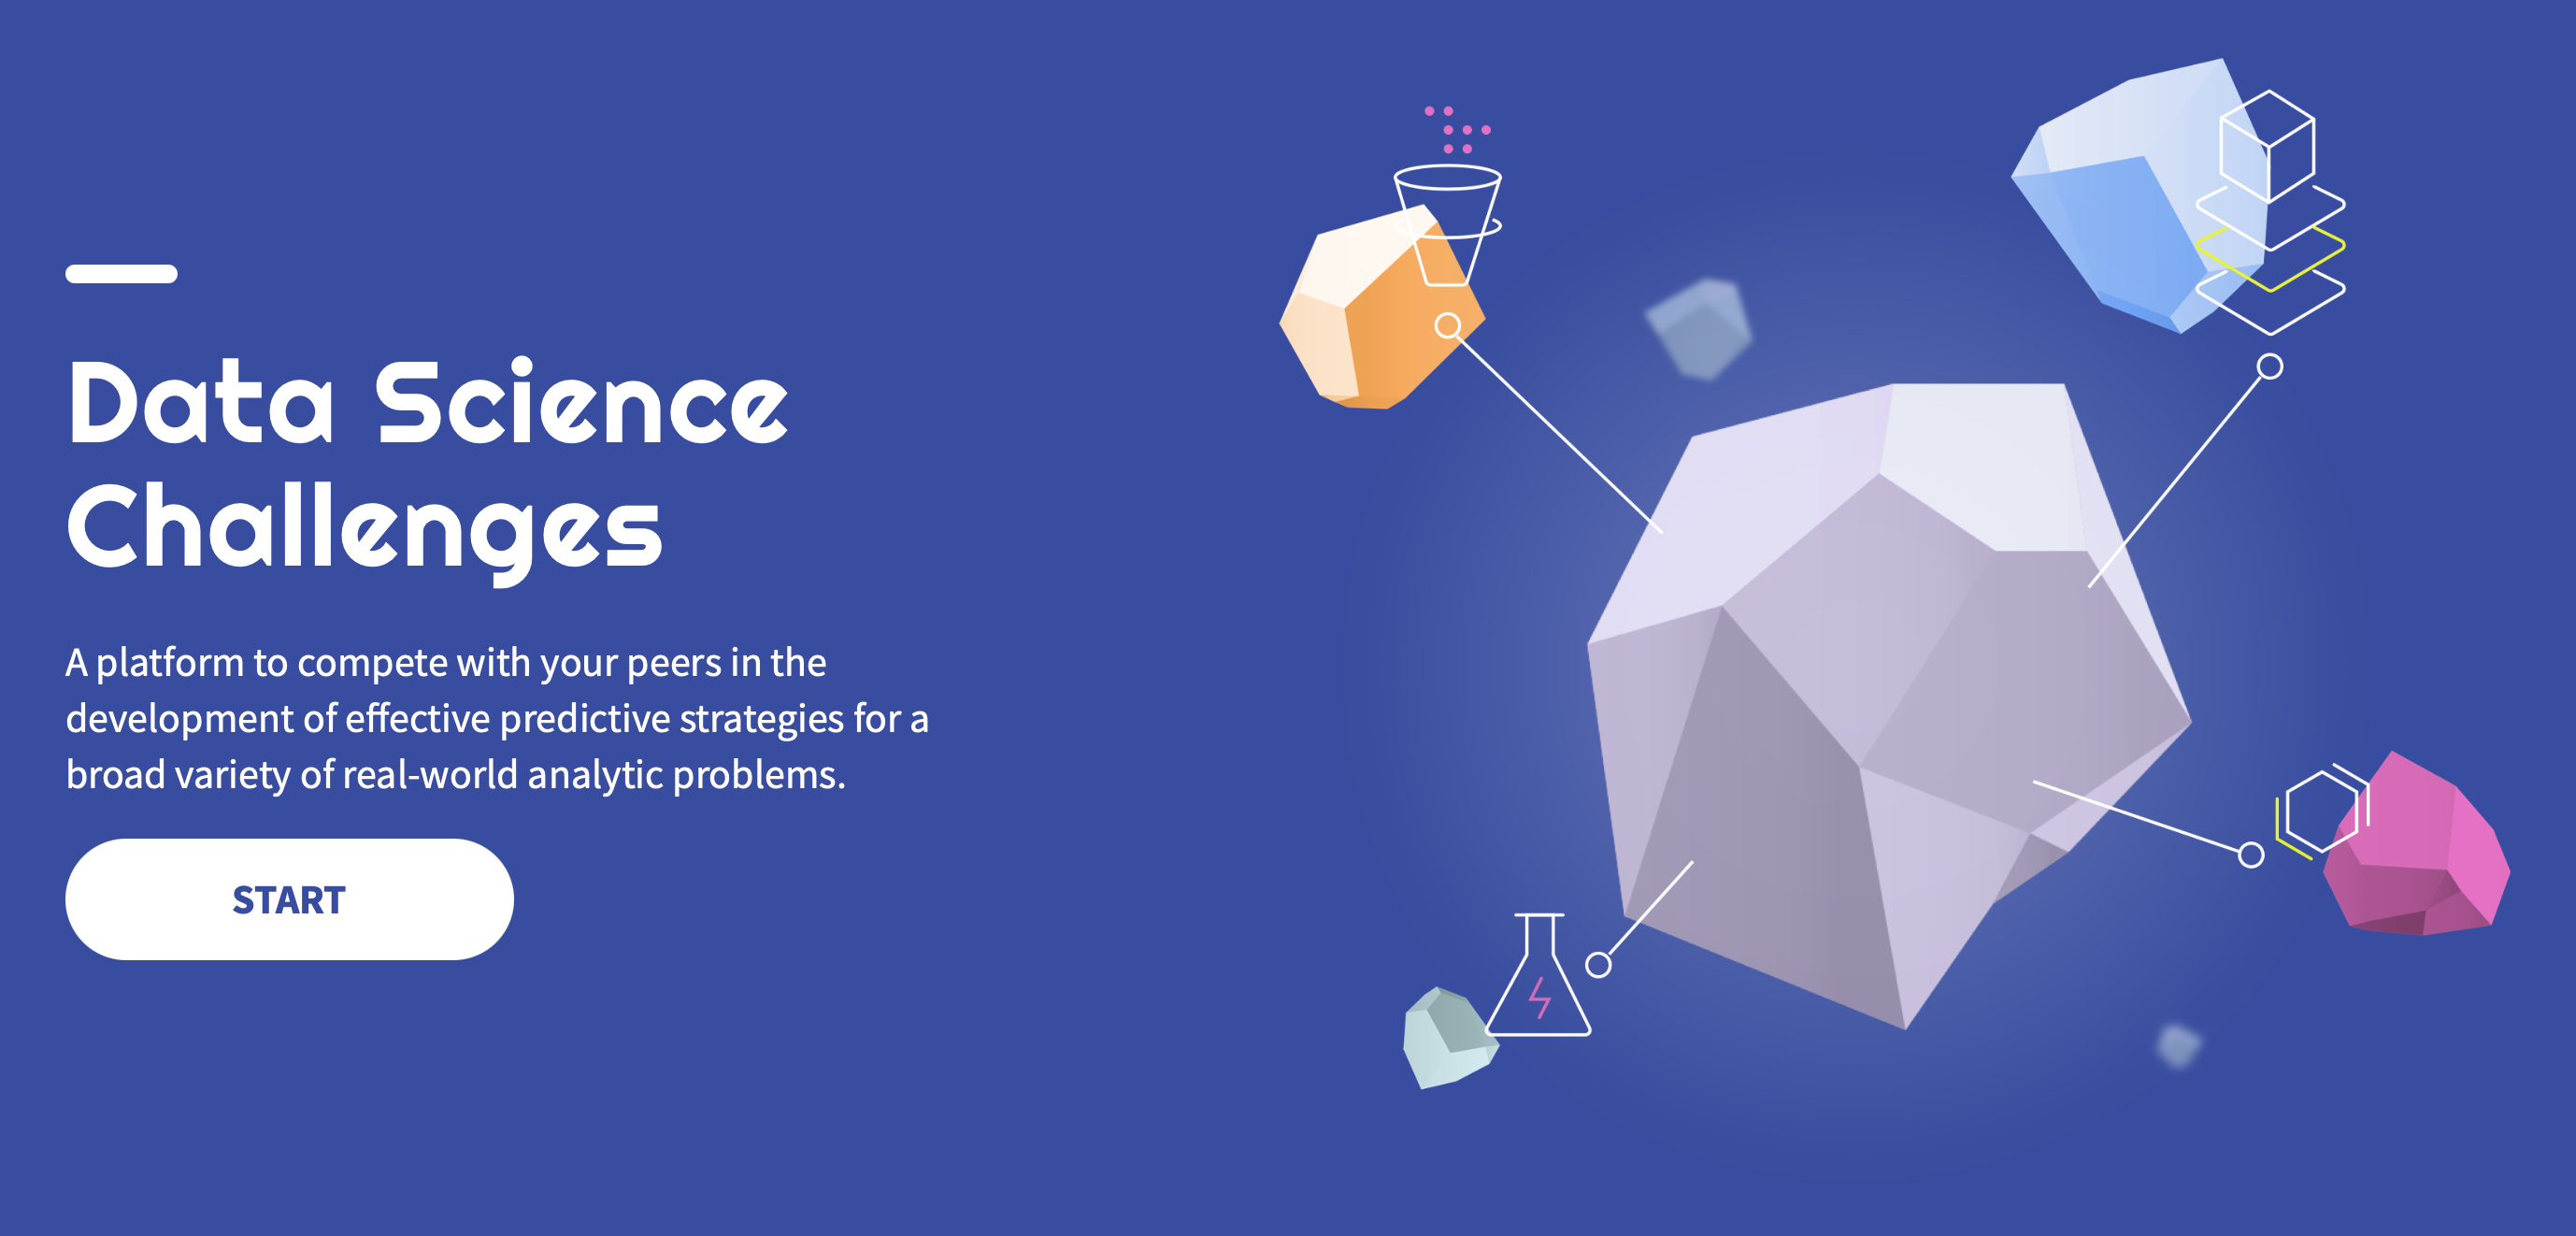 Data Science
Challenges
A platform to compete with your peers in the
development of effective predictive strategies for a
broad variety of real-world analytic problems.
START